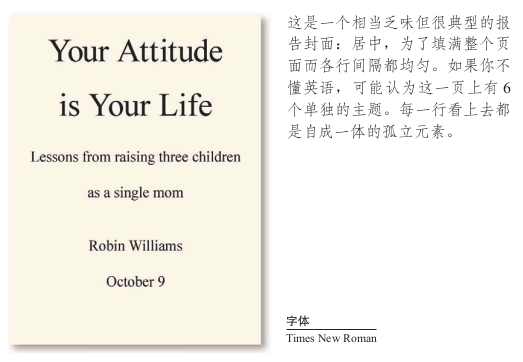 Your Attitude
is Your Life
Lessons from raising three children
as a single mom
Robin Williams
October 9
这是一个相当乏味但很典型的报
告封面：居中，为了填满整个页
面而各行间隔都均匀。如果你不
懂英语，可能认为这一页上有 6
个单独的主题。每一行看上去都
是自成一体的孤立元素。
字体
Times New Roman